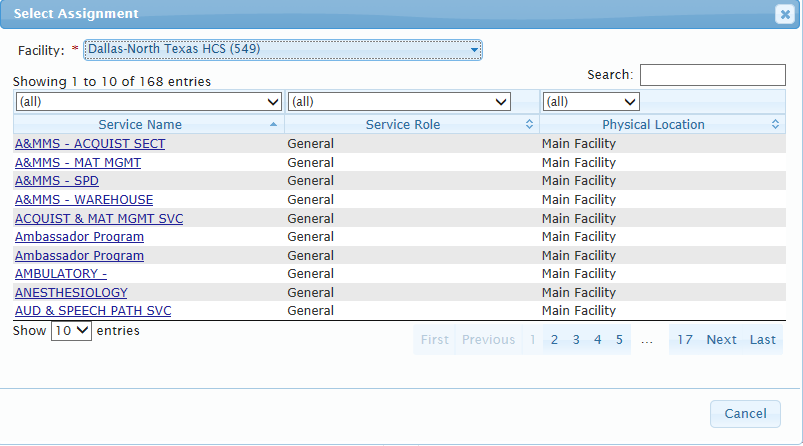 Select Assignment
Facility: * Dallas-North Texas HCS (549)
Showing 1 to 10 of 168 entries Search:
(all) (all) (all)
Service Name Service Role Physical Location
A&MMS - ACQUIST SECT General Main Facility
A&MMS - MAT MGMT General Main Facility
A&MMS - SPD General Main Facility
A&MMS - WAREHOUSE General Main Facility
ACQUIST & MAT MGMT SVC General Main Facility
Ambassador Program General Main Facility
Ambassador Program General Main Facility
AMBULATORY - General Main Facility
ANESTHESIOLOGY General Main Facility
AUD & SPEECH PATH SVC General Main Facility
Show 10 entries First Previous 1 2 3 4 5 ... 17 Next Last
Cancel